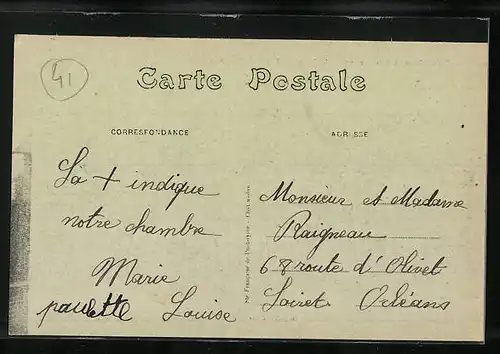 41
Carte Postale
CORRESPONDANCE
La + indique
notre chambre
Marie
paulette Louise
ADRESSE
Monsieur et Madame
Raigneau
68 route d'Olivet
Loiret. Orléans